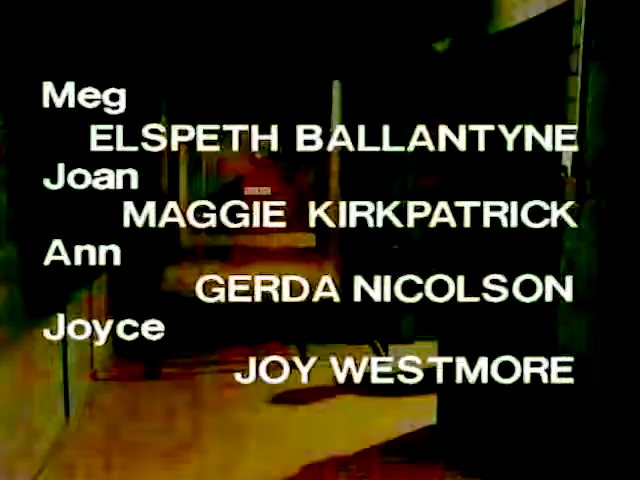 Meg
ELSPETH BALLANTYNE
Joan
MAGGIE KIRKPATRICK
Ann
GERDA NICOLSON
Joyce
JOY WESTMORE